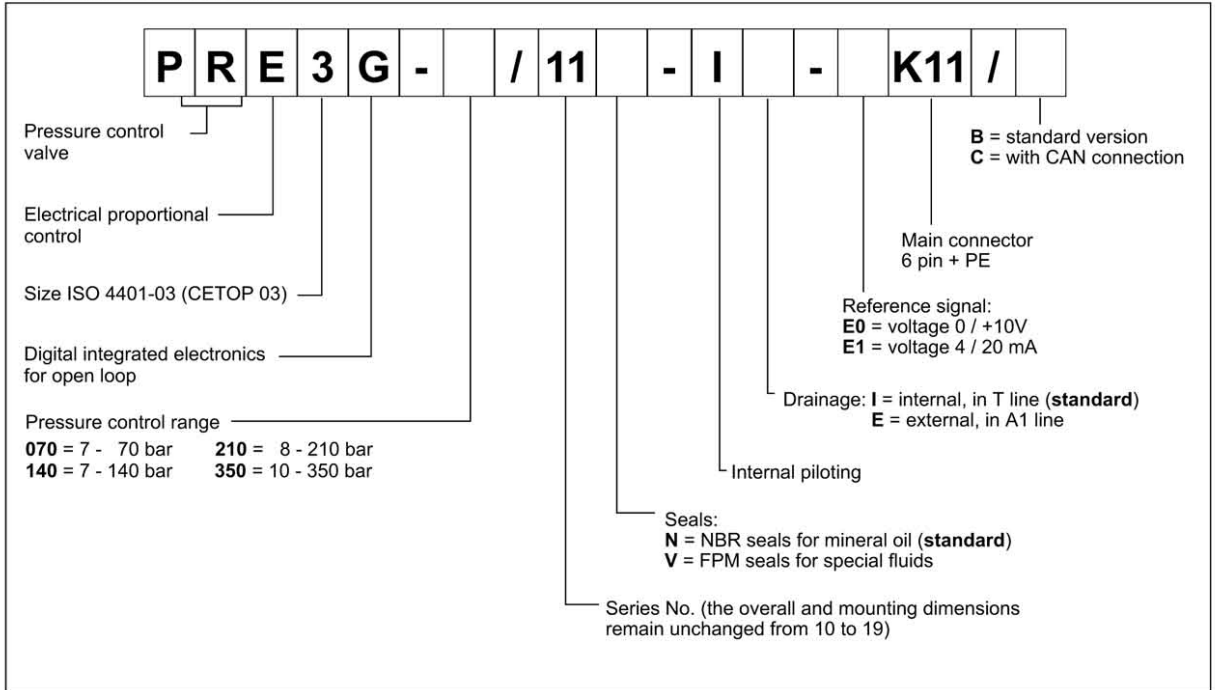 PRE3G- /11 -I - K11/
Pressure control
valve
B = standard version
C = with CAN connection
Electrical proportional
control
Main connector
6 pin + PE
Size ISO 4401-03 (CETOP 03)
Reference signal:
E0 = voltage 0 / +10V
E1 = voltage 4 / 20 mA
Digital integrated electronics
for open loop
Drainage: I = internal, in T line (standard)
E = external, in A1 line
Pressure control range
070 = 7 - 70 bar 210 = 8 - 210 bar
140 = 7 - 140 bar 350 = 10 - 350 bar
Internal piloting
Seals:
N = NBR seals for mineral oil (standard)
V = FPM seals for special fluids
Series No. (the overall and mounting dimensions
remain unchanged from 10 to 19)